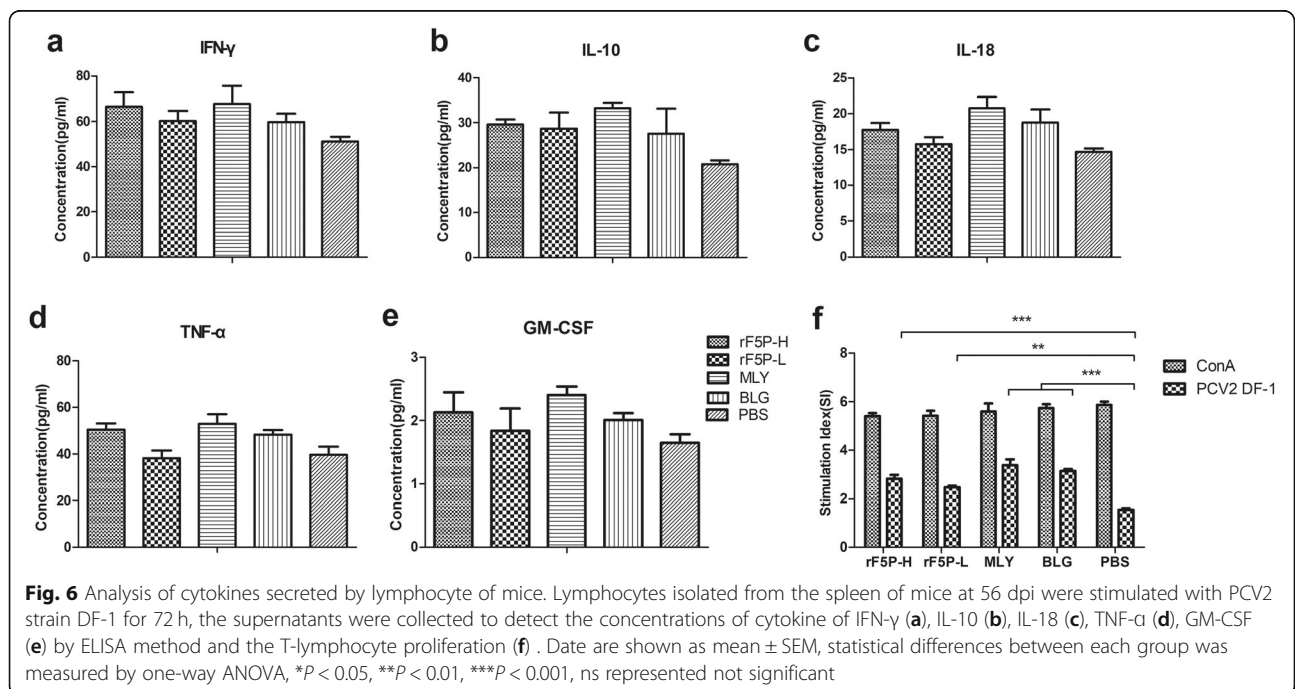 a
IFN-γ
Concentration(pg/ml)
80
60
40
20
0
b
IL-10
Concentration(pg/ml)
40
30
20
10
0
c
IL-18
Concentration(pg/ml)
25
20
15
10
5
0
d
TNF-α
Concentration(pg/ml)
80
60
40
20
0
e
GM-CSF
Concentration(pg/ml)
3
2
1
0
rF5P-H
rF5P-L
MLY
BLG
PBS
f
***
**
***
Stimulation Idex(SI)
8
6
4
2
0
rF5P-H rF5P-L MLY BLG PBS
ConA
PCV2 DF-1
Fig. 6 Analysis of cytokines secreted by lymphocyte of mice. Lymphocytes isolated from the spleen of mice at 56 dpi were stimulated with PCV2
strain DF-1 for 72 h, the supernatants were collected to detect the concentrations of cytokine of IFN-γ (a), IL-10 (b), IL-18 (c), TNF-α (d), GM-CSF
(e) by ELISA method and the T-lymphocyte proliferation (f) . Date are shown as mean ± SEM, statistical differences between each group was
measured by one-way ANOVA, *P < 0.05, **P < 0.01, ***P < 0.001, ns represented not significant